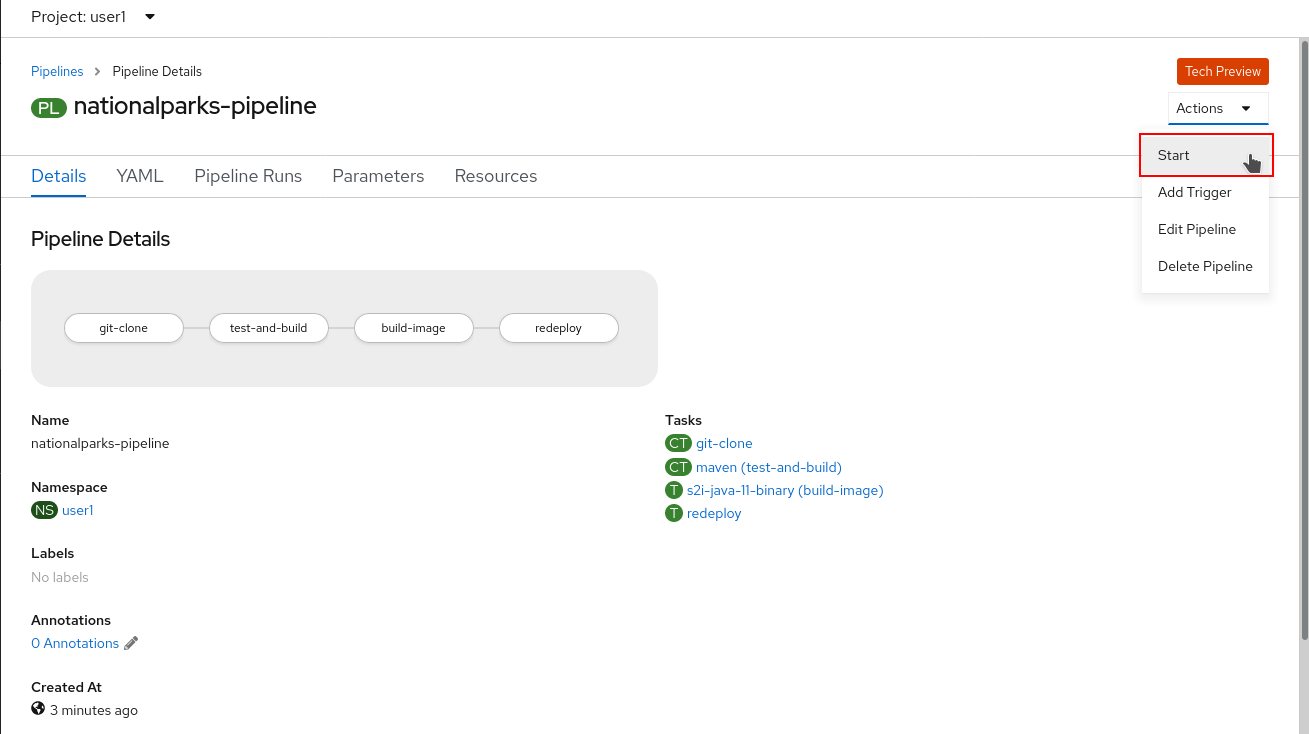 Project: user1
Pipelines > Pipeline Details
Tech Preview
PL nationalparks-pipeline
Actions
Start
Add Trigger
Edit Pipeline
Delete Pipeline
Details YAML Pipeline Runs Parameters Resources
Pipeline Details
git-clone test-and-build build-image redeploy
Name
nationalparks-pipeline
Namespace
NS user1
Labels
No labels
Annotations
0 Annotations
Created At
3 minutes ago
Tasks
CT git-clone
CT maven (test-and-build)
T s2i-java-11-binary (build-image)
T redeploy